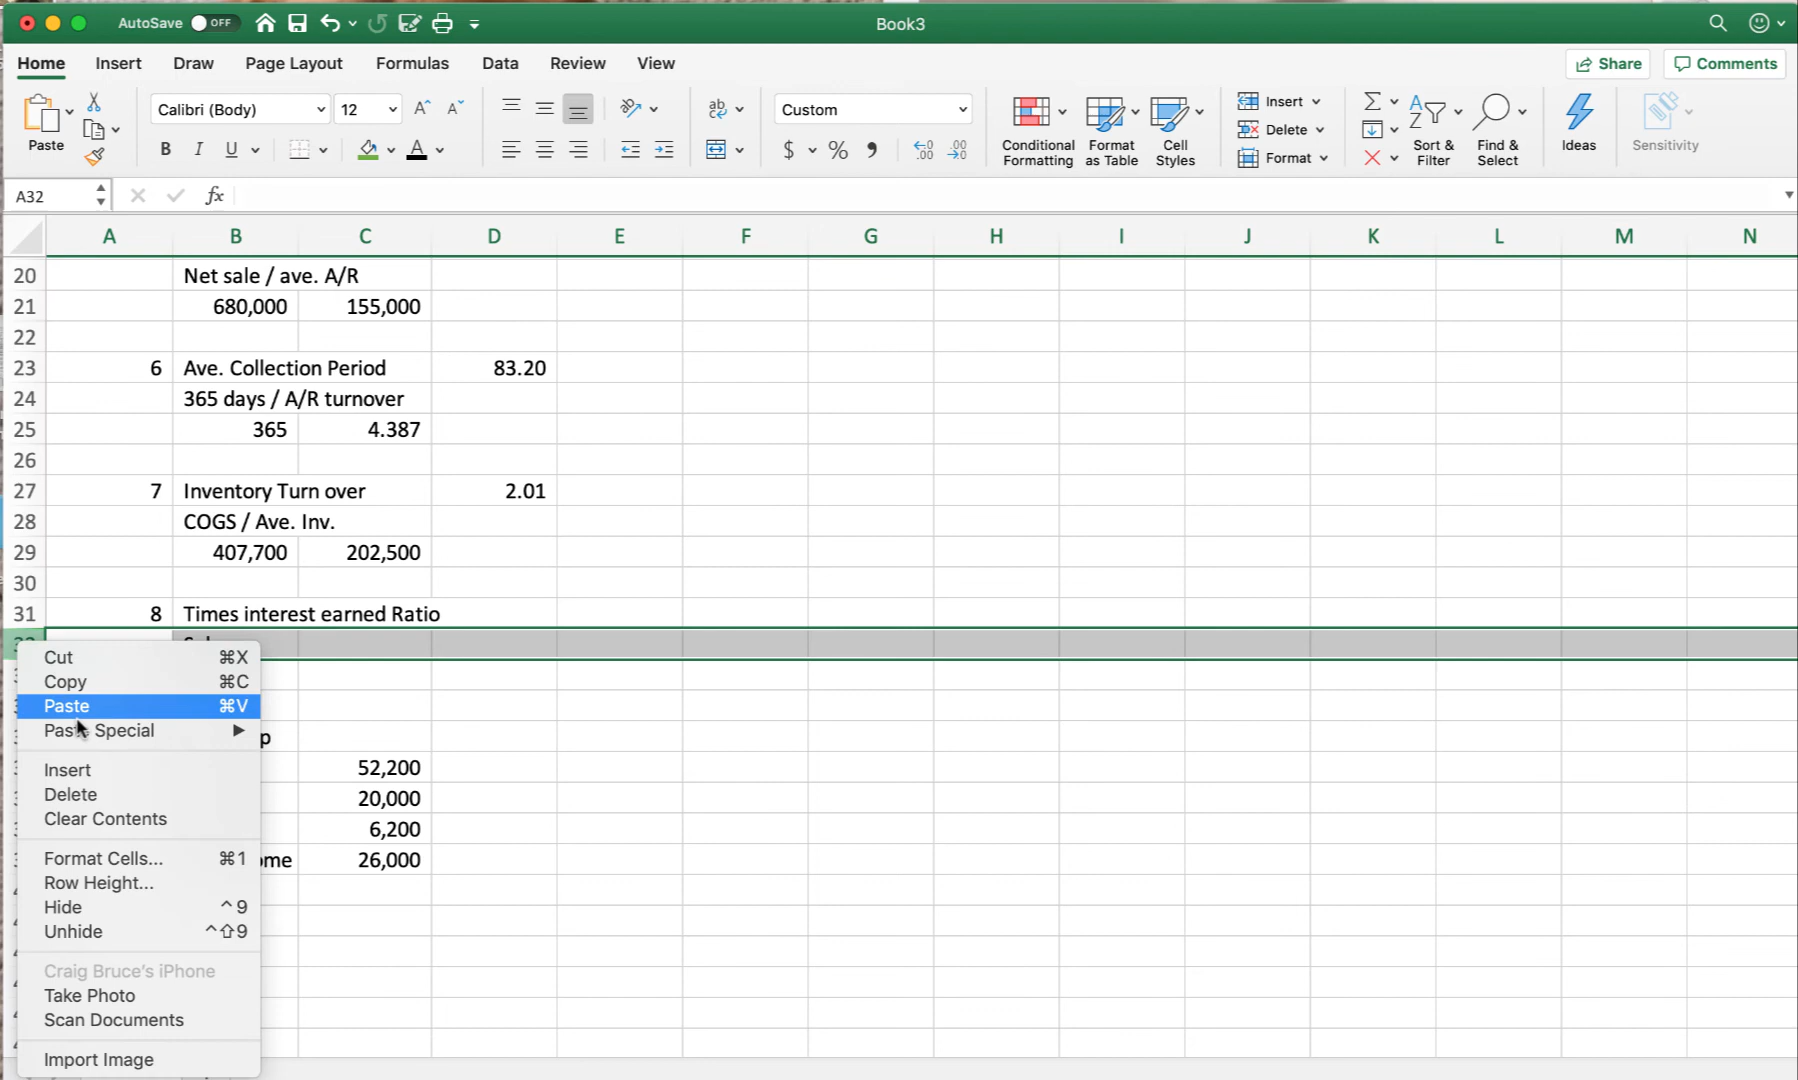 AutoSave OFF Book3
Home Insert Draw Page Layout Formulas Data Review View Share Comments
Paste Calibri (Body) 12 A A Custom
B I U A $ % ,
Conditional Formatting
Format as Table
Cell Styles
Insert
Delete
Format
Sort & Filter
Find & Select
Ideas
Sensitivity
A32 fx
A B C D E F G H I J K L M N
20 Net sale / ave. A/R
21 680,000 155,000
22
23 6 Ave. Collection Period 83.20
24 365 days / A/R turnover
25 365 4.387
26
27 7 Inventory Turn over 2.01
28 COGS / Ave. Inv.
29 407,700 202,500
30
31 8 Times interest earned Ratio
Cut ⌘X
Copy ⌘C
Paste ⌘V
Special
Insert
Delete
Clear Contents
Format Cells... ⌘1
Row Height...
Hide ^9
Unhide ^⇧9
Craig Bruce's iPhone
Take Photo
Scan Documents
Import Image
52,200
20,000
6,200
26,000